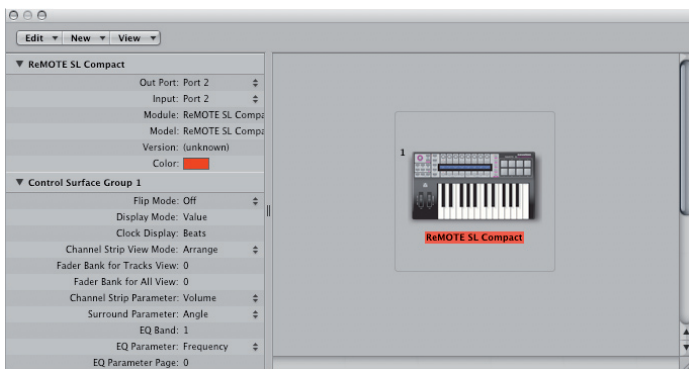 Edit New View
ReMOTE SL Compact
Out Port: Port 2
Input: Port 2
Module: ReMOTE SL Compa
Model: ReMOTE SL Compa
Version: (unknown)
Color:
Control Surface Group 1
Flip Mode: Off
Display Mode: Value
Clock Display: Beats
Channel Strip View Mode: Arrange
Fader Bank for Tracks View: 0
Fader Bank for All View: 0
Channel Strip Parameter: Volume
Surround Parameter: Angle
EQ Band: 1
EQ Parameter: Frequency
EQ Parameter Page: 0
1
ReMOTE SL Compact